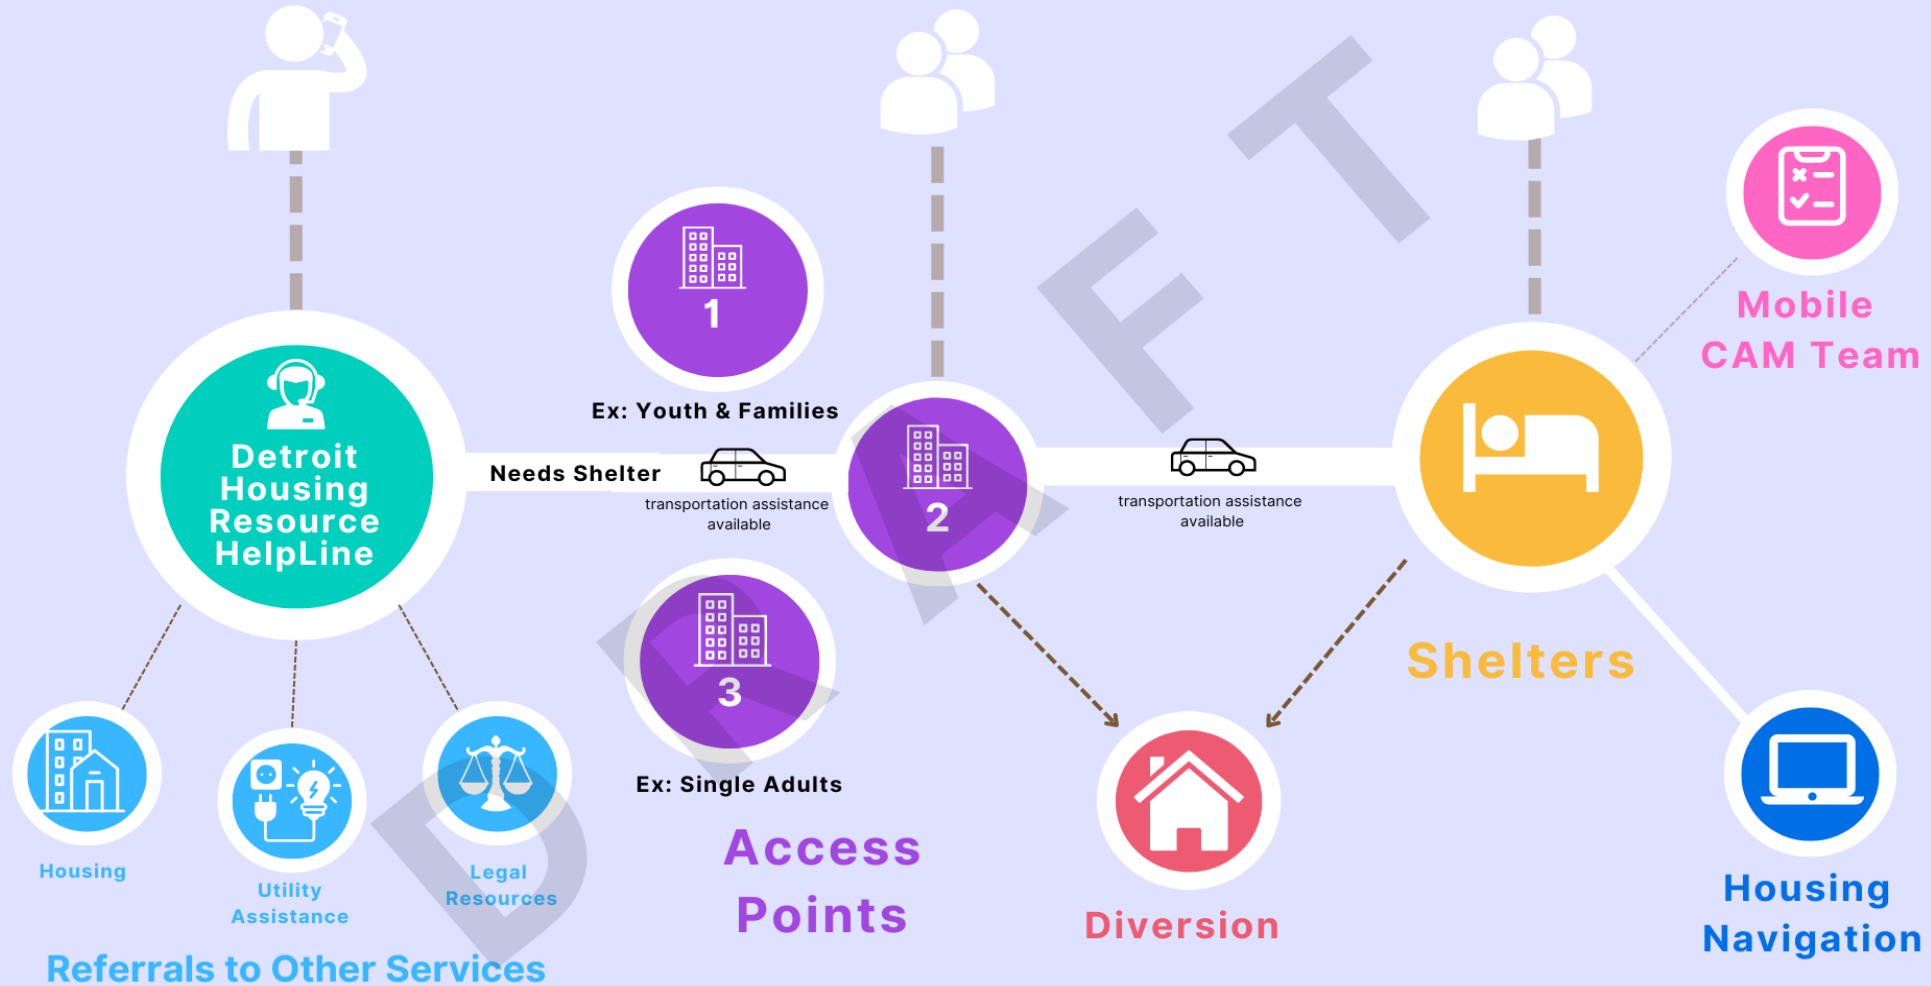 Detroit
Housing
Resource
HelpLine
Needs Shelter
transportation assistance
available
1
Ex: Youth & Families
2
3
Ex: Single Adults
Access
Points
transportation assistance
available
Shelters
Mobile
CAM Team
Housing
Navigation
Diversion
Housing
Utility
Assistance
Legal
Resources
Referrals to Other Services
DRAFT